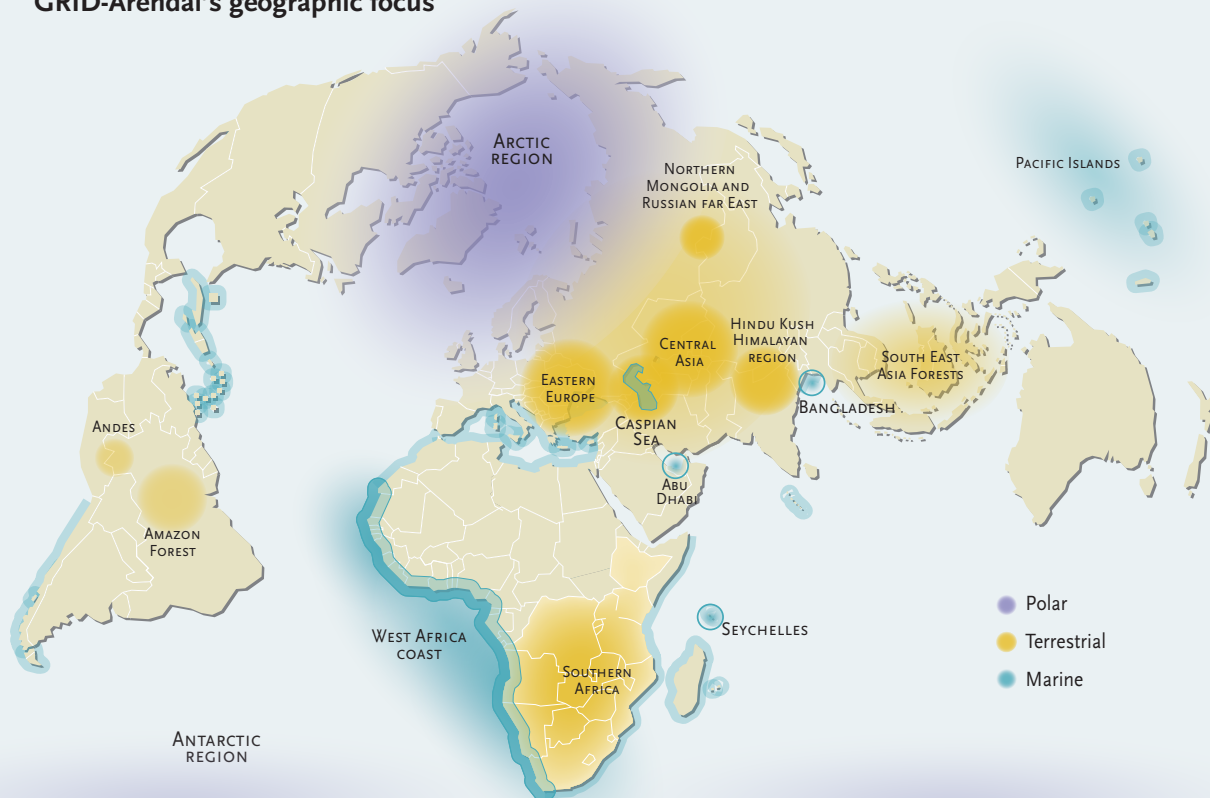 GRID-Arendal's geographic focus
ARCTIC
REGION
NORTHERN
MONGOLIA AND
RUSSIAN FAR EAST
PACIFIC ISLANDS
HINDU KUSH
HIMALAYAN
REGION
CENTRAL
ASIA
SOUTH EAST
ASIA FORESTS
EASTERN
EUROPE
BANGLADESH
CASPIAN
SEA
ANDES
ABU
DHABI
AMAZON
FOREST
Polar
SEYCHELLES
WEST AFRICA
COAST
Terrestrial
SOUTHERN
AFRICA
Marine
ANTARCTIC
REGION